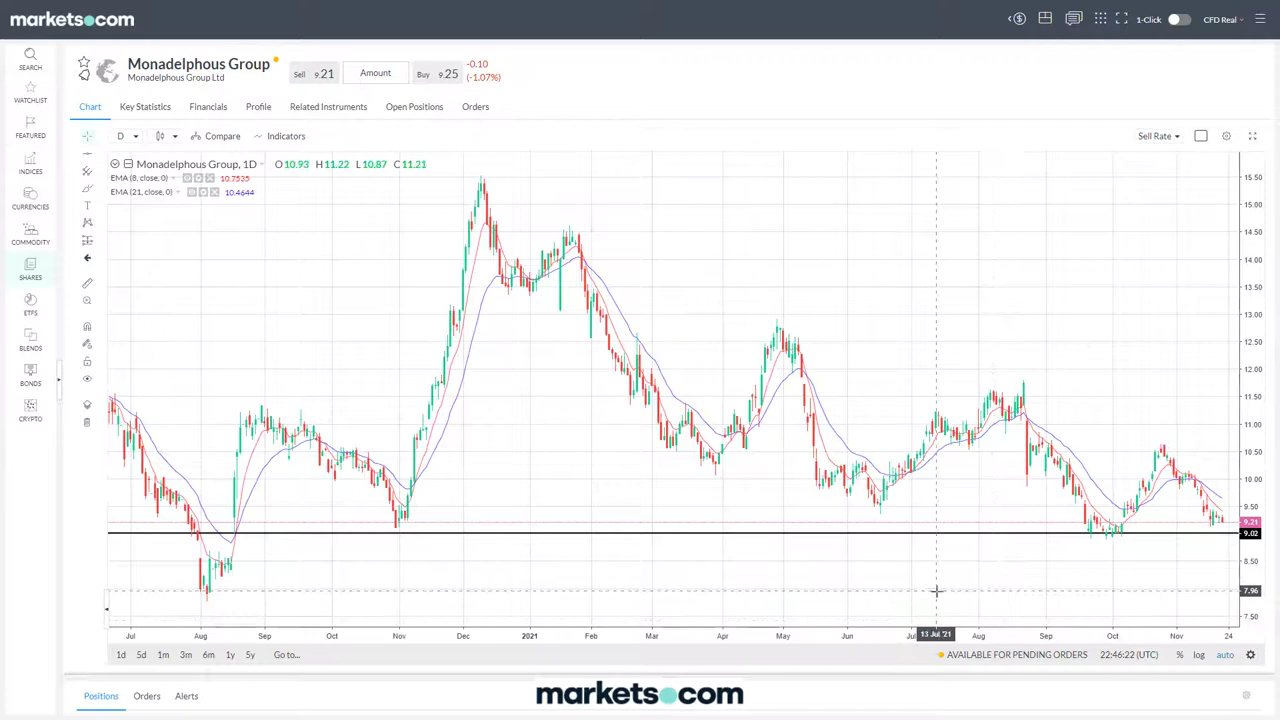 markets.com
1-Click
CFD Real
SEARCH
WATCHLIST
FEATURED
INDICES
CURRENCIES
COMMODITY
SHARES
ETFS
BLENDS
BONDS
CRYPTO
Monadelphous Group
Monadelphous Group Ltd
Sell 9.21
Amount
Buy 9.25
-0.10
(-1.07%)
Chart
Key Statistics
Financials
Profile
Related Instruments
Open Positions
Orders
D
Compare
Indicators
Sell Rate
Monadelphous Group, 1D O10.93 H11.22 L10.87 C11.21
EMA (8, close, 0) 10.7535
EMA (21, close, 0) 10.4644
15.50
15.00
14.50
14.00
13.50
13.00
12.50
12.00
11.50
11.00
10.50
10.00
9.50
9.21
9.02
8.50
7.96
7.50
Jul Aug Sep Oct Nov Dec 2021 Feb Mar Apr May Jun Jul 13 Jul '21 Aug Sep Oct Nov 24
1d 5d 1m 3m 6m 1y 5y Go to...
AVAILABLE FOR PENDING ORDERS 22:46:22 (UTC) % log auto
Positions
Orders
Alerts
markets.com